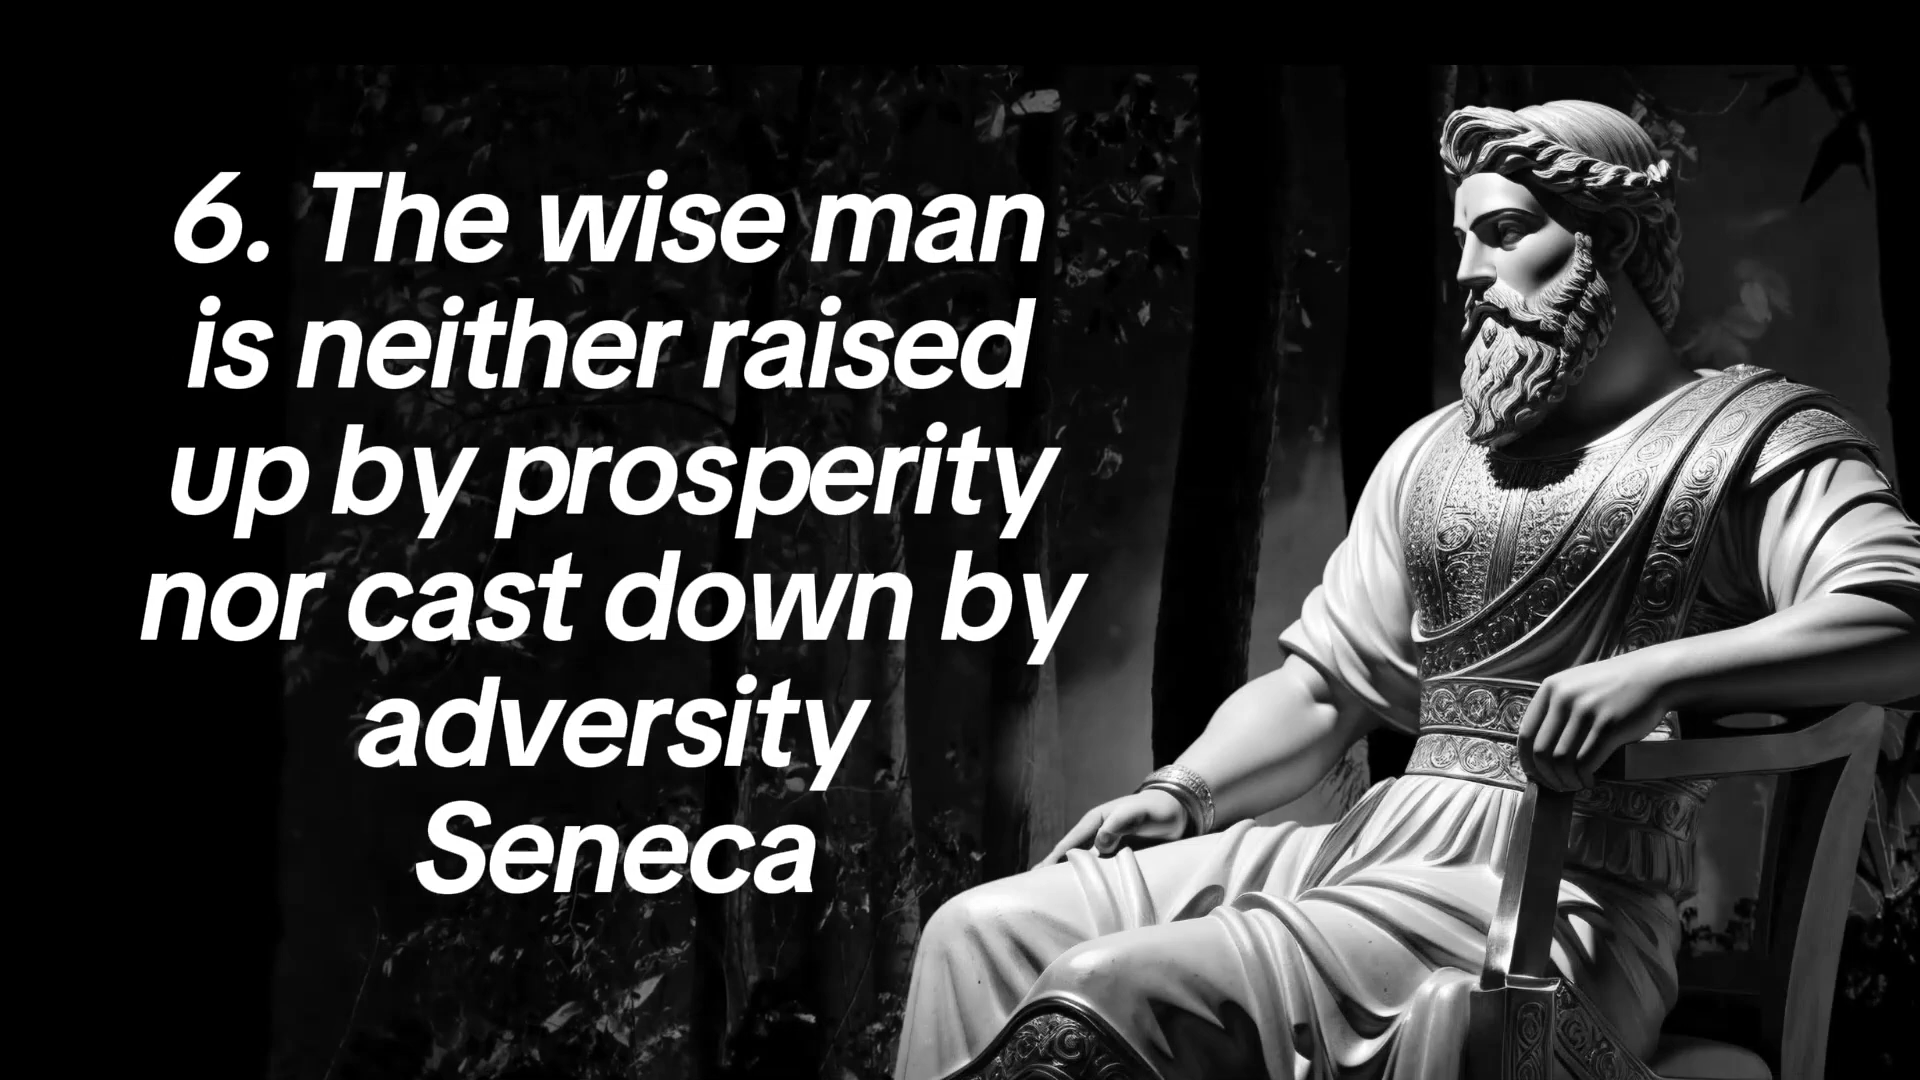 6. The wise man
is neither raised
up by prosperity
nor cast down by
adversity
Seneca